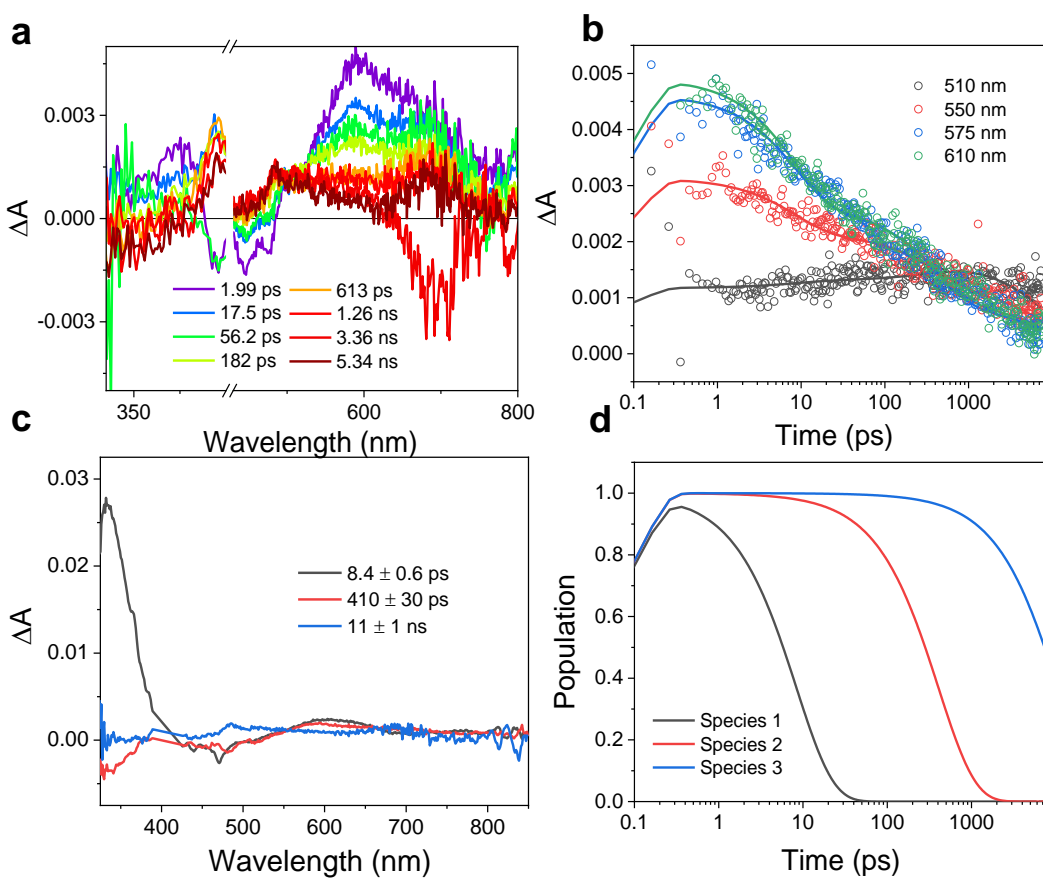 a
ΔA
0.003
0.000
-0.003
1.99 ps
17.5 ps
56.2 ps
182 ps
613 ps
1.26 ns
3.36 ns
5.34 ns
350
600
800
Wavelength (nm)
b
ΔA
0.005
0.004
0.003
0.002
0.001
0.000
510 nm
550 nm
575 nm
610 nm
0.1
1
10
100
1000
Time (ps)
c
ΔA
0.03
0.02
0.01
0.00
8.4 ± 0.6 ps
410 ± 30 ps
11 ± 1 ns
400
500
600
700
800
Wavelength (nm)
d
Population
1.0
0.8
0.6
0.4
0.2
0.0
Species 1
Species 2
Species 3
0.1
1
10
100
1000
Time (ps)